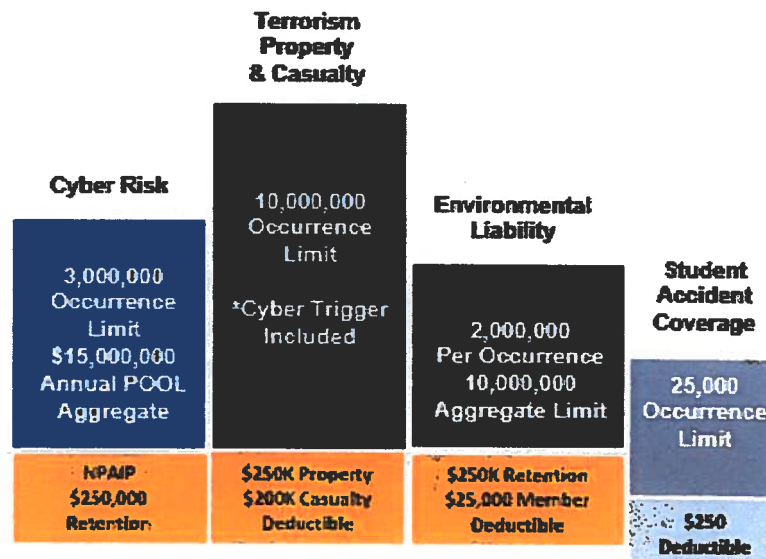 Cyber Risk
3,000,000
Occurrence
Limit
$15,000,000
Annual POOL
Aggregate
NPAIP
$250,000
Retention
Terrorism
Property
& Casualty
10,000,000
Occurrence
Limit
*Cyber Trigger
Included
$250K Property
$200K Casualty
Deductible
Environmental
Liability
2,000,000
Per Occurrence
10,000,000
Aggregate Limit
$250K Retention
$25,000 Member
Deductible
Student
Accident
Coverage
25,000
Occurrence
Limit
$250
Deductible